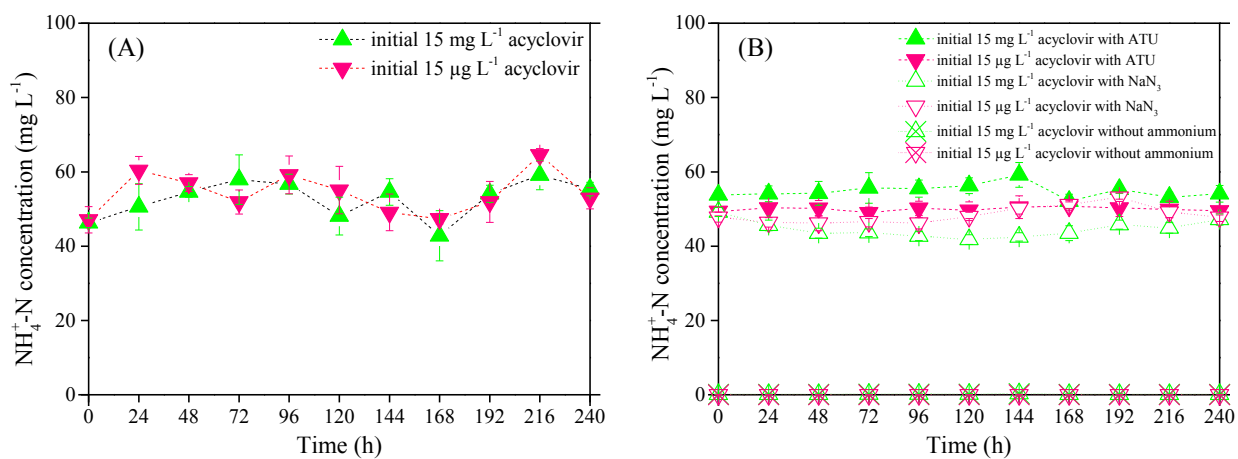 (A)
initial 15 mg L⁻¹ acyclovir
initial 15 μg L⁻¹ acyclovir
NH₄⁺-N concentration (mg L⁻¹)
100
80
60
40
20
0
0 24 48 72 96 120 144 168 192 216 240
Time (h)
(B)
initial 15 mg L⁻¹ acyclovir with ATU
initial 15 μg L⁻¹ acyclovir with ATU
initial 15 mg L⁻¹ acyclovir with NaN₃
initial 15 μg L⁻¹ acyclovir with NaN₃
initial 15 mg L⁻¹ acyclovir without ammonium
initial 15 μg L⁻¹ acyclovir without ammonium
NH₄⁺-N concentration (mg L⁻¹)
100
80
60
40
20
0
0 24 48 72 96 120 144 168 192 216 240
Time (h)